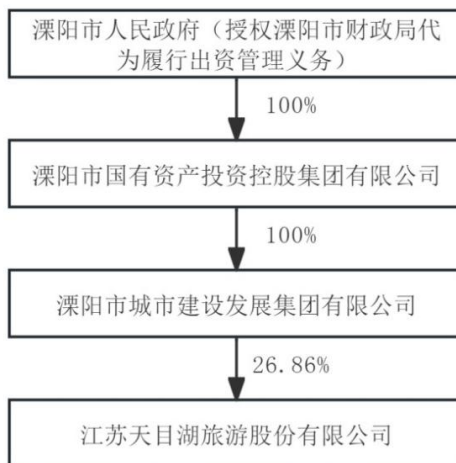 溧阳市人民政府（授权溧阳市财政局代
为履行出资管理义务）
100%
溧阳市国有资产投资控股集团有限公司
100%
溧阳市城市建设发展集团有限公司
26.86%
江苏天目湖旅游股份有限公司